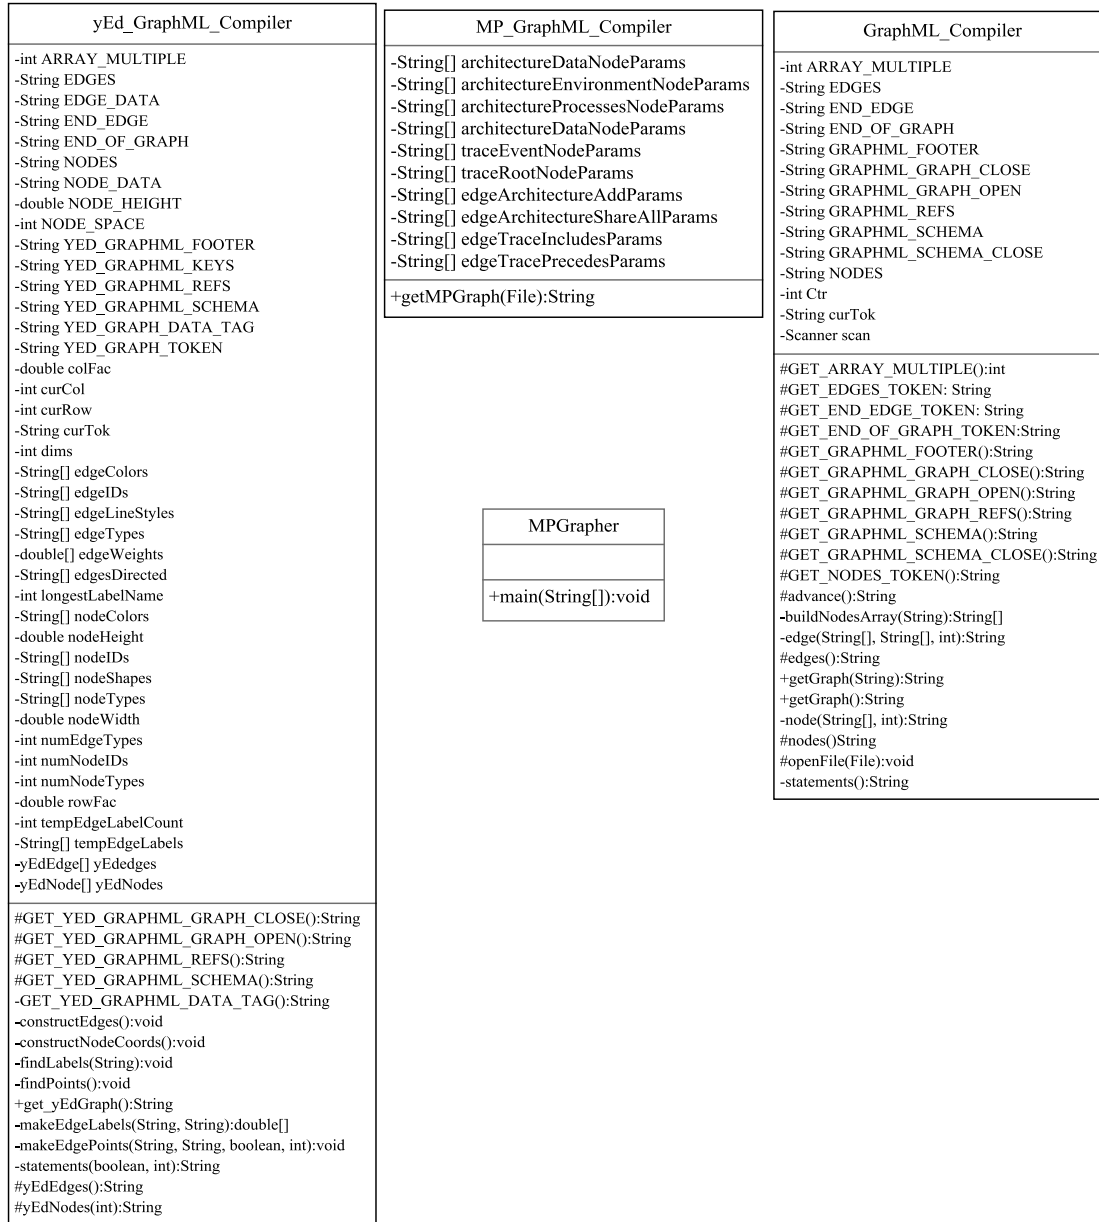 yEd_GraphML_Compiler
-int ARRAY_MULTIPLE
-String EDGES
-String EDGE_DATA
-String END_EDGE
-String END_OF_GRAPH
-String NODES
-String NODE_DATA
-double NODE_HEIGHT
-int NODE_SPACE
-String YED_GRAPHML_FOOTER
-String YED_GRAPHML_KEYS
-String YED_GRAPHML_REFS
-String YED_GRAPHML_SCHEMA
-String YED_GRAPH_DATA_TAG
-String YED_GRAPH_TOKEN
-double colFac
-int curCol
-int curRow
-String curTok
-int dims
-String[] edgeColors
-String[] edgeIDs
-String[] edgeLineStyles
-String[] edgeTypes
-double[] edgeWeights
-String[] edgesDirected
-int longestLabelName
-String[] nodeColors
-double nodeHeight
-String[] nodeIDs
-String[] nodeShapes
-String[] nodeTypes
-double nodeWidth
-int numEdgeTypes
-int numNodeIDs
-int numNodeTypes
-double rowFac
-int tempEdgeLabelCount
-String[] tempEdgeLabels
-yEdEdge[] yEdedges
-yEdNode[] yEdNodes
#GET_YED_GRAPHML_GRAPH_CLOSE():String
#GET_YED_GRAPHML_GRAPH_OPEN():String
#GET_YED_GRAPHML_REFS():String
#GET_YED_GRAPHML_SCHEMA():String
-GET_YED_GRAPHML_DATA_TAG():String
-constructEdges():void
-constructNodeCoords():void
-findLabels(String):void
-findPoints():void
+get_yEdGraph():String
-makeEdgeLabels(String, String):double[]
-makeEdgePoints(String, String, boolean, int):void
-statements(boolean, int):String
#yEdEdges():String
#yEdNodes(int):String
MP_GraphML_Compiler
-String[] architectureDataNodeParams
-String[] architectureEnvironmentNodeParams
-String[] architectureProcessesNodeParams
-String[] architectureDataNodeParams
-String[] traceEventNodeParams
-String[] traceRootNodeParams
-String[] edgeArchitectureAddParams
-String[] edgeArchitectureShareAllParams
-String[] edgeTraceIncludesParams
-String[] edgeTracePrecedesParams
+getMPGraph(File):String
MPGrapher
+main(String[]):void
GraphML_Compiler
-int ARRAY_MULTIPLE
-String EDGES
-String END_EDGE
-String END_OF_GRAPH
-String GRAPHML_FOOTER
-String GRAPHML_GRAPH_CLOSE
-String GRAPHML_GRAPH_OPEN
-String GRAPHML_REFS
-String GRAPHML_SCHEMA
-String GRAPHML_SCHEMA_CLOSE
-String NODES
-int Ctr
-String curTok
-Scanner scan
#GET_ARRAY_MULTIPLE():int
#GET_EDGES_TOKEN: String
#GET_END_EDGE_TOKEN: String
#GET_END_OF_GRAPH_TOKEN:String
#GET_GRAPHML_FOOTER():String
#GET_GRAPHML_GRAPH_CLOSE():String
#GET_GRAPHML_GRAPH_OPEN():String
#GET_GRAPHML_GRAPH_REFS():String
#GET_GRAPHML_SCHEMA():String
#GET_GRAPHML_SCHEMA_CLOSE():String
#GET_NODES_TOKEN():String
#advance():String
-buildNodesArray(String):String[]
-edge(String[], String[], int):String
#edges():String
+getGraph(String):String
+getGraph():String
-node(String[], int):String
#nodes()String
#openFile(File):void
-statements():String